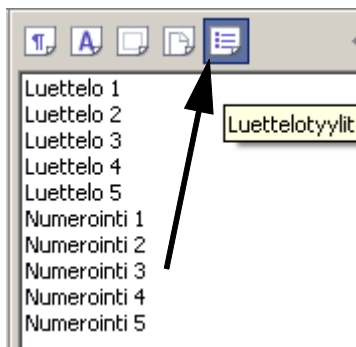 Luettelo 1
Luettelo 2
Luettelo 3
Luettelo 4
Luettelo 5
Numerointi 1
Numerointi 2
Numerointi 3
Numerointi 4
Numerointi 5
Luettelotyylit